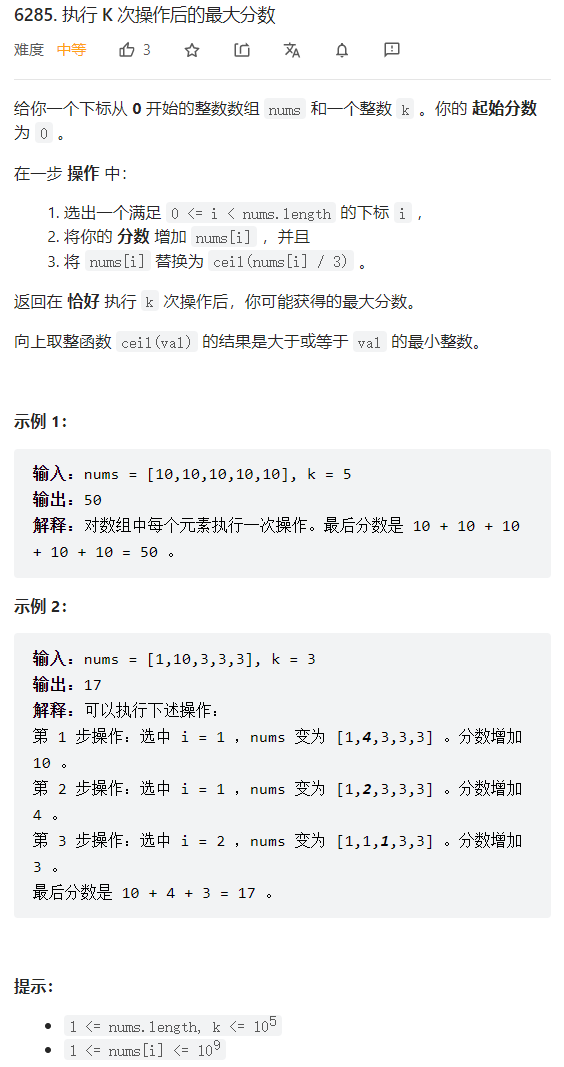 6285. 执行 K 次操作后的最大分数
难度 中等 3
给你一个下标从 0 开始的整数数组 nums 和一个整数 k 。你的 起始分数
为 0 。
在一步 操作 中：
1. 选出一个满足 0 <= i < nums.length 的下标 i ，
2. 将你的 分数 增加 nums[i] ，并且
3. 将 nums[i] 替换为 ceil(nums[i] / 3) 。
返回在 恰好 执行 k 次操作后，你可能获得的最大分数。
向上取整函数 ceil(val) 的结果是大于或等于 val 的最小整数。
示例 1：
输入：nums = [10,10,10,10,10], k = 5
输出：50
解释：对数组中每个元素执行一次操作。最后分数是 10 + 10 + 10
+ 10 + 10 = 50 。
示例 2：
输入：nums = [1,10,3,3,3], k = 3
输出：17
解释：可以执行下述操作：
第 1 步操作：选中 i = 1 ，nums 变为 [1,4,3,3,3] 。分数增加
10 。
第 2 步操作：选中 i = 1 ，nums 变为 [1,2,3,3,3] 。分数增加
4 。
第 3 步操作：选中 i = 2 ，nums 变为 [1,1,1,3,3] 。分数增加
3 。
最后分数是 10 + 4 + 3 = 17 。
提示：
• 1 <= nums.length, k <= 10⁵
• 1 <= nums[i] <= 10⁹